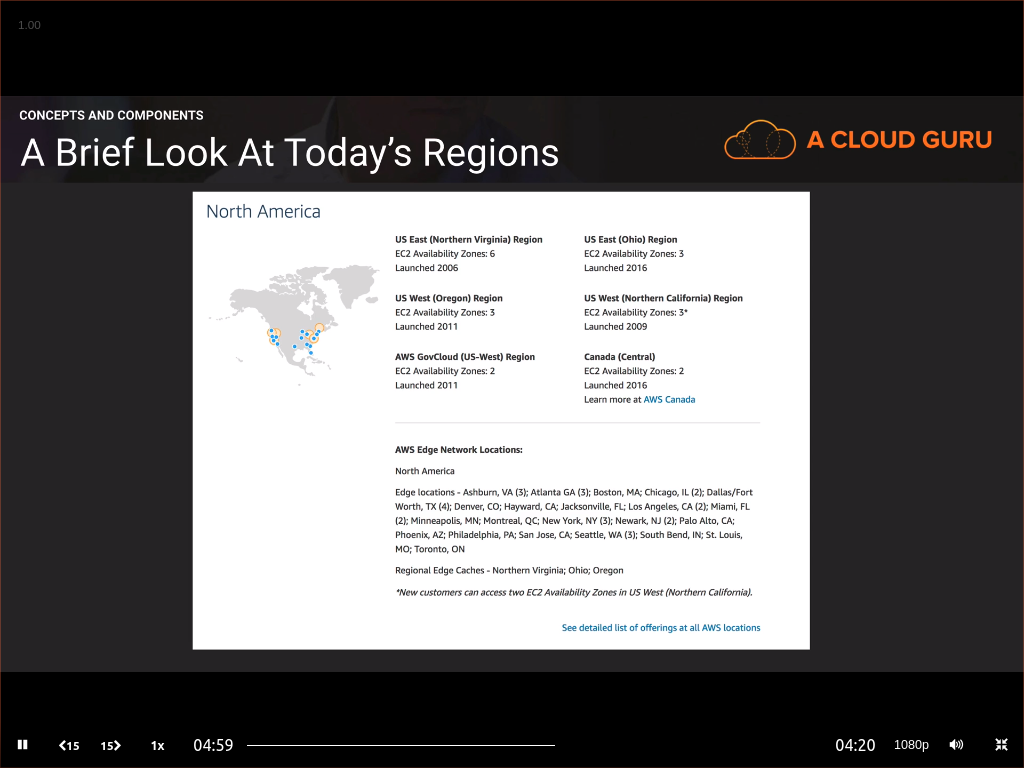 1.00
CONCEPTS AND COMPONENTS
A Brief Look At Today's Regions
A CLOUD GURU
North America
US East (Northern Virginia) Region
EC2 Availability Zones: 6
Launched 2006
US East (Ohio) Region
EC2 Availability Zones: 3
Launched 2016
US West (Oregon) Region
EC2 Availability Zones: 3
Launched 2011
US West (Northern California) Region
EC2 Availability Zones: 3*
Launched 2009
AWS GovCloud (US-West) Region
EC2 Availability Zones: 2
Launched 2011
Canada (Central)
EC2 Availability Zones: 2
Launched 2016
Learn more at AWS Canada
AWS Edge Network Locations:
North America
Edge locations - Ashburn, VA (3); Atlanta GA (3); Boston, MA; Chicago, IL (2); Dallas/Fort
Worth, TX (4); Denver, CO; Hayward, CA; Jacksonville, FL; Los Angeles, CA (2); Miami, FL
(2); Minneapolis, MN; Montreal, QC; New York, NY (3); Newark, NJ (2); Palo Alto, CA;
Phoenix, AZ; Philadelphia, PA; San Jose, CA; Seattle, WA (3); South Bend, IN; St. Louis,
MO; Toronto, ON
Regional Edge Caches - Northern Virginia; Ohio; Oregon
*New customers can access two EC2 Availability Zones in US West (Northern California).
See detailed list of offerings at all AWS locations
15
15
1x
04:59
04:20
1080p